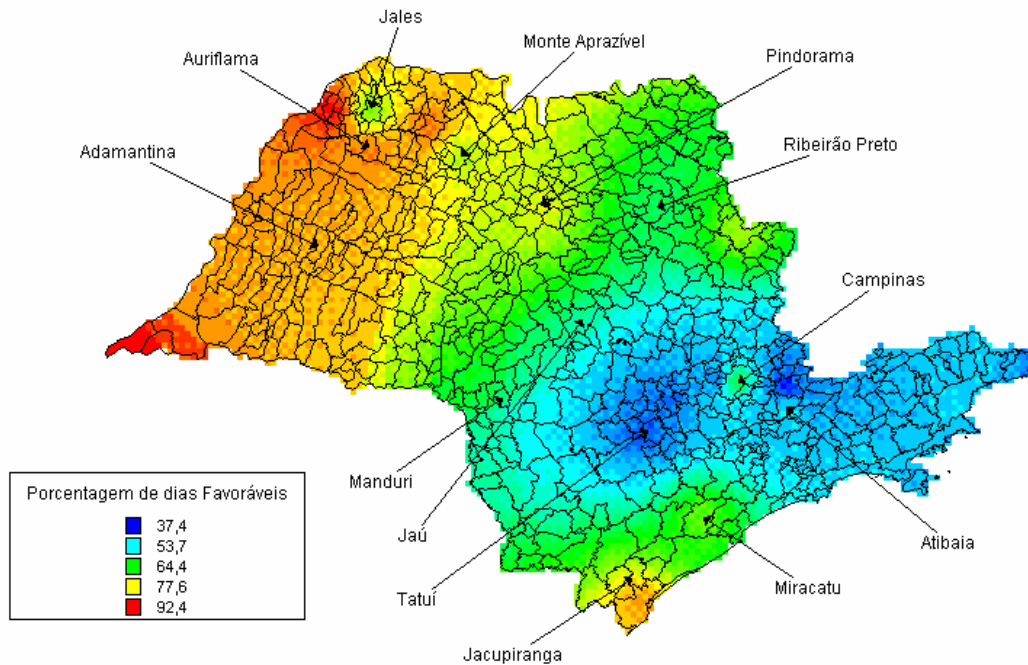 Jales
Auriflama
Monte Aprazível
Pindorama
Adamantina
Ribeirão Preto
Campinas
Manduri
Jaú
Tatuí
Atibaia
Miracatu
Jacupiranga
Porcentagem de dias Favoráveis
37,4
53,7
64,4
77,6
92,4